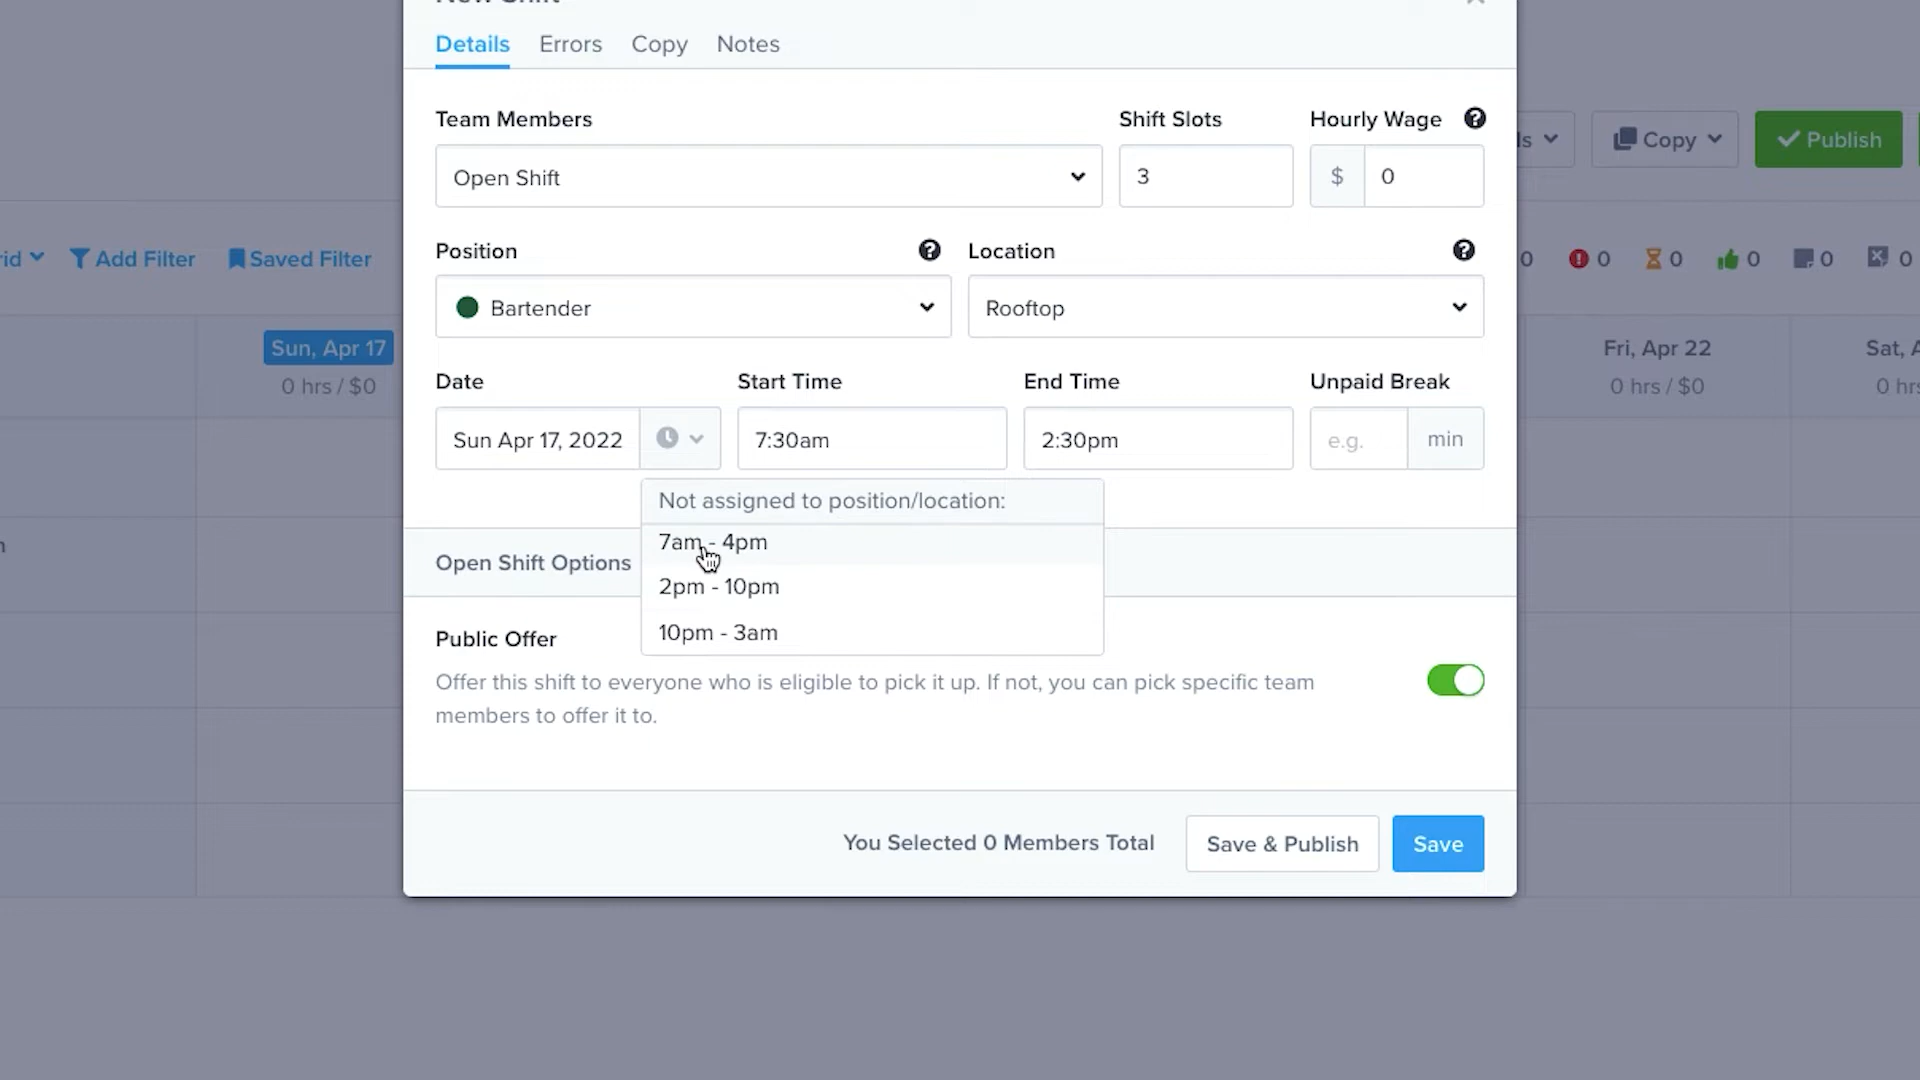 New Shift
Details Errors Copy Notes
Team Members Shift Slots Hourly Wage
Open Shift 3 $ 0
Copy Publish
Position Location
Add Filter Saved Filter
0 0 0 0 0 0
Bartender Rooftop
Sun, Apr 17 Fri, Apr 22 Sat, A
0 hrs / $0 0 hrs / $0 0 hrs
Date Start Time End Time Unpaid Break
Sun Apr 17, 2022 7:30am 2:30pm e.g. min
Not assigned to position/location:
7am - 4pm
Open Shift Options
2pm - 10pm
10pm - 3am
Public Offer
Offer this shift to everyone who is eligible to pick it up. If not, you can pick specific team
members to offer it to.
You Selected 0 Members Total Save & Publish Save